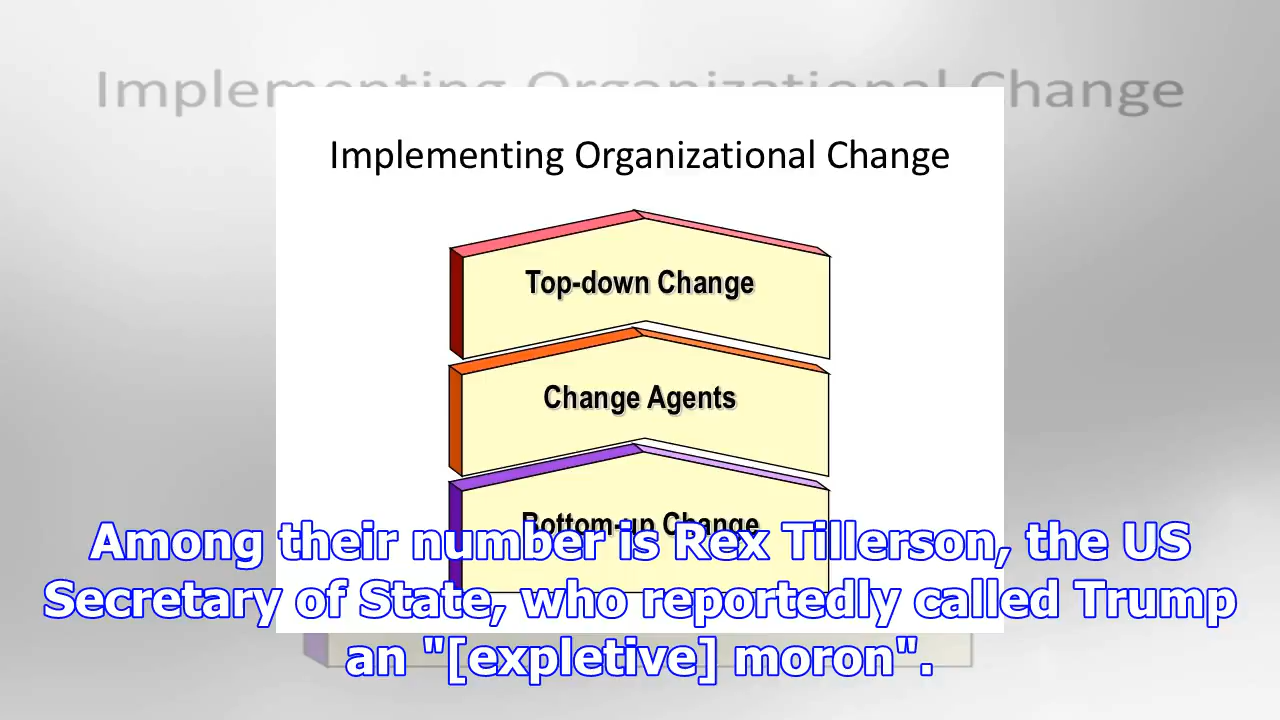 Implementing Organizational Change
Implementing Organizational Change
Top-down Change
Change Agents
Bottom-up Change
Among their number is Rex Tillerson, the US
Secretary of State, who reportedly called Trump
an "[expletive] moron".